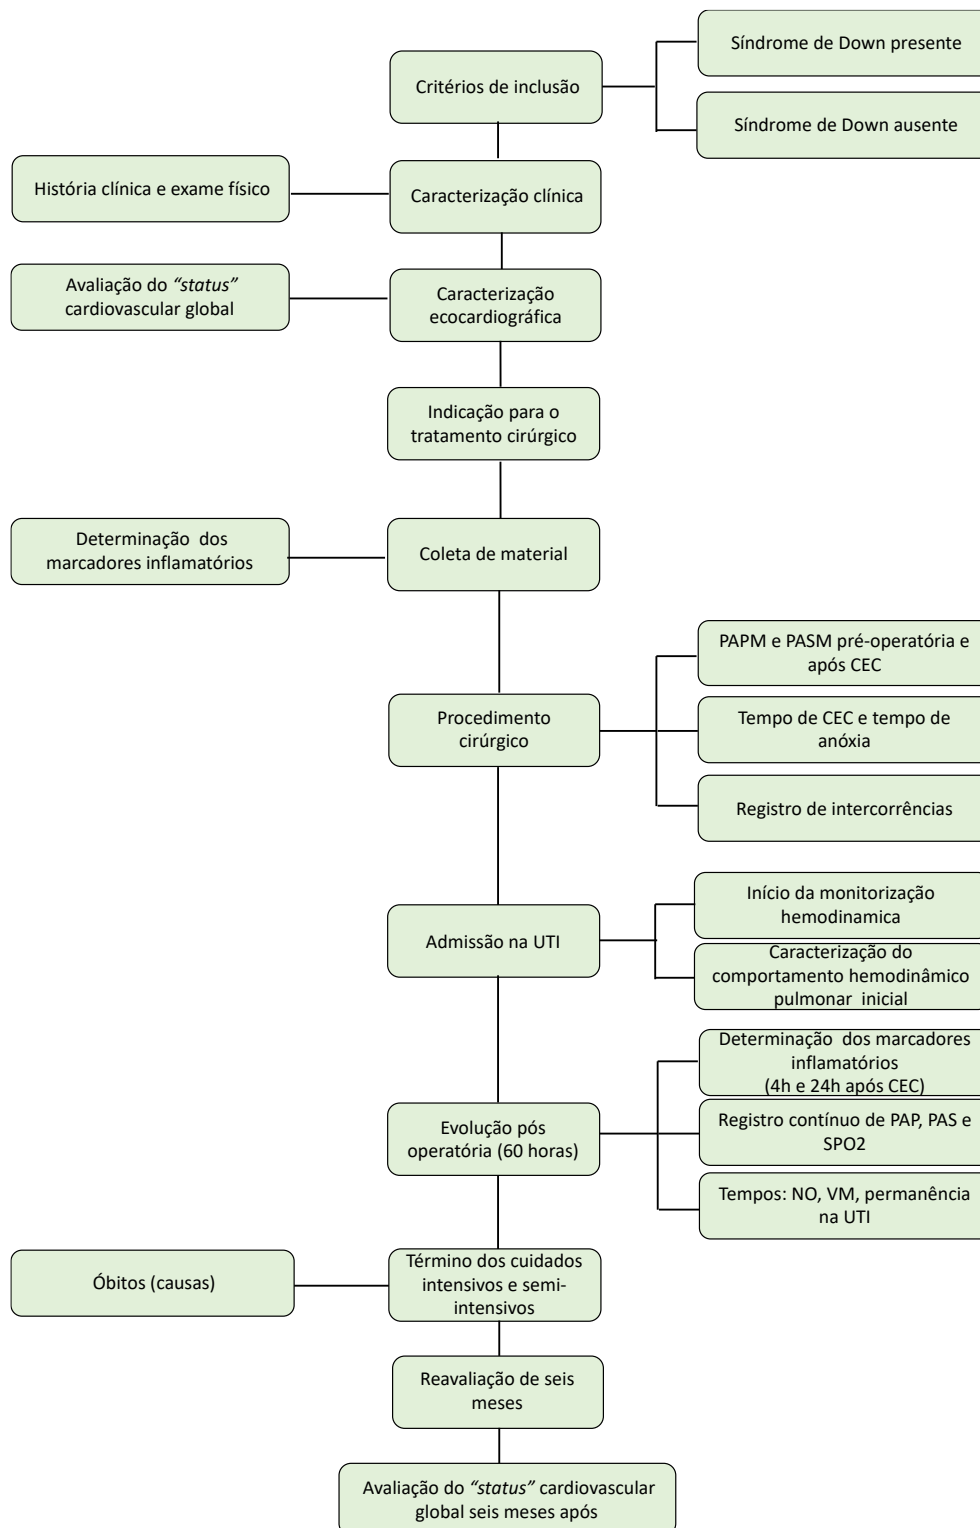 Síndrome de Down presente
Critérios de inclusão
Síndrome de Down ausente
História clínica e exame físico
Caracterização clínica
Avaliação do “status”
cardiovascular global
Caracterização
ecocardiográfica
Indicação para o
tratamento cirúrgico
Determinação dos
marcadores inflamatórios
Coleta de material
PAPM e PASM pré-operatória e
após CEC
Procedimento
cirúrgico
Tempo de CEC e tempo de
anóxia
Registro de intercorrências
Início da monitorização
hemodinamica
Admissão na UTI
Caracterização do
comportamento hemodinâmico
pulmonar inicial
Determinação dos marcadores
inflamatórios
(4h e 24h após CEC)
Evolução pós
operatória (60 horas)
Registro contínuo de PAP, PAS e
SPO2
Tempos: NO, VM, permanência
na UTI
Óbitos (causas)
Término dos cuidados
intensivos e semi-
intensivos
Reavaliação de seis
meses
Avaliação do “status” cardiovascular
global seis meses após